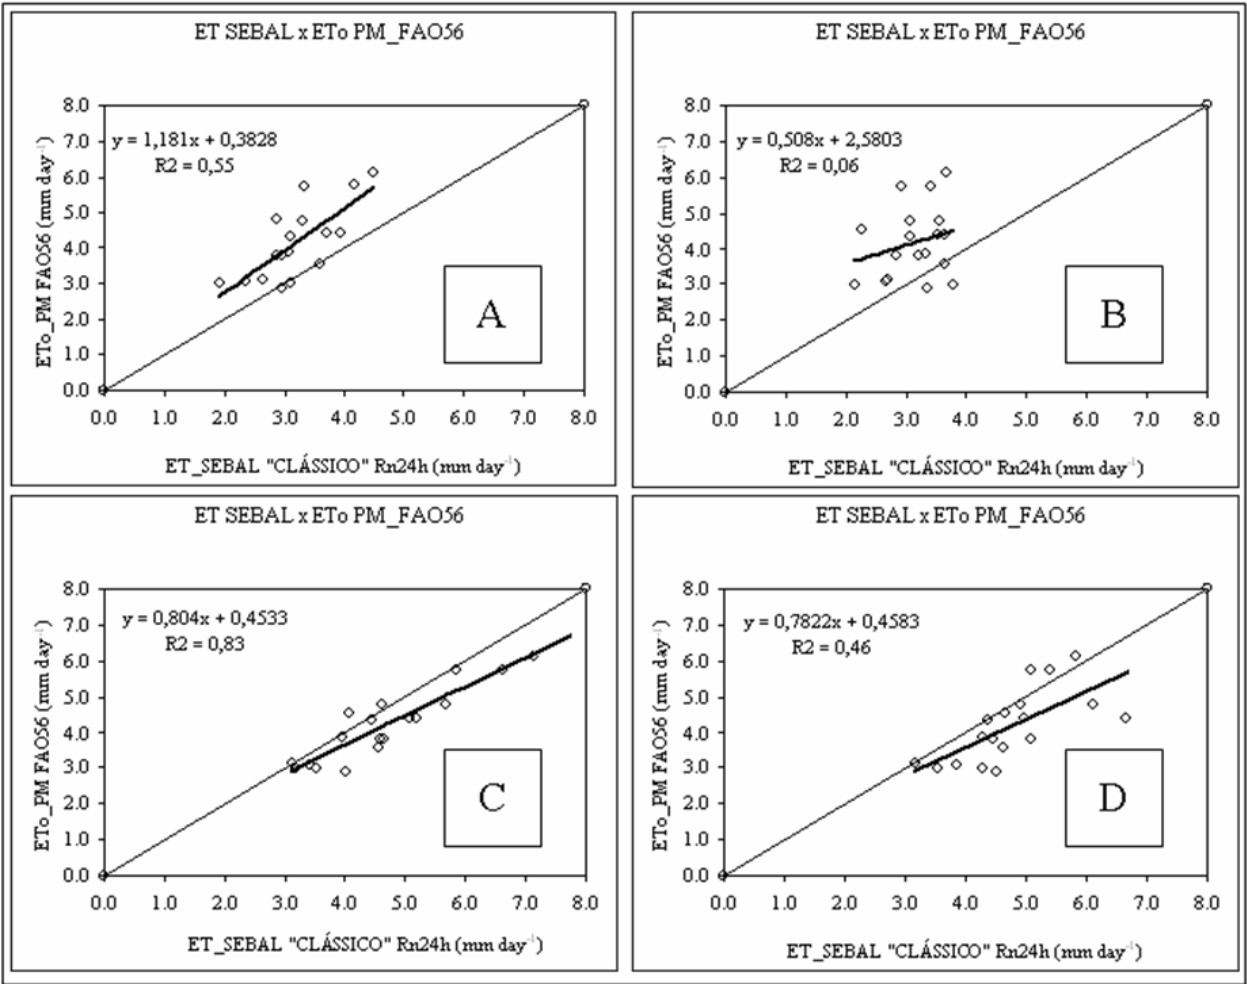 ET SEBAL x ETo PM_FAO56
ETo_PM FAO56 (mm day-1)
8.0
7.0
6.0
5.0
4.0
3.0
2.0
1.0
0.0
y = 1,181x + 0,3828
R2 = 0,55
A
0.0 1.0 2.0 3.0 4.0 5.0 6.0 7.0 8.0
ET_SEBAL "CLÁSSICO" Rn24h (mm day-1)
ET SEBAL x ETo PM_FAO56
ETo_PM FAO56 (mm day-1)
8.0
7.0
6.0
5.0
4.0
3.0
2.0
1.0
0.0
y = 0,508x + 2,5803
R2 = 0,06
B
0.0 1.0 2.0 3.0 4.0 5.0 6.0 7.0 8.0
ET_SEBAL "CLÁSSICO" Rn24h (mm day-1)
ET SEBAL x ETo PM_FAO56
ETo_PM FAO56 (mm day-1)
8.0
7.0
6.0
5.0
4.0
3.0
2.0
1.0
0.0
y = 0,804x + 0,4533
R2 = 0,83
C
0.0 1.0 2.0 3.0 4.0 5.0 6.0 7.0 8.0
ET_SEBAL "CLÁSSICO" Rn24h (mm day-1)
ET SEBAL x ETo PM_FAO56
ETo_PM FAO56 (mm day-1)
8.0
7.0
6.0
5.0
4.0
3.0
2.0
1.0
0.0
y = 0,7822x + 0,4583
R2 = 0,46
D
0.0 1.0 2.0 3.0 4.0 5.0 6.0 7.0 8.0
ET_SEBAL "CLÁSSICO" Rn24h (mm day-1)